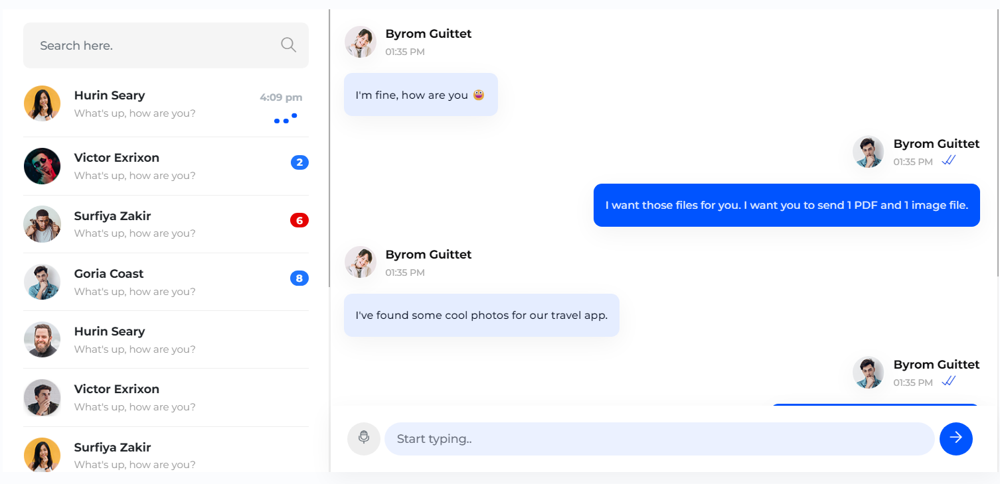 Search here.
Hurin Seary
4:09 pm
What's up, how are you?
Victor Exrixon
2
What's up, how are you?
Surfiya Zakir
6
What's up, how are you?
Goria Coast
8
What's up, how are you?
Hurin Seary
What's up, how are you?
Victor Exrixon
What's up, how are you?
Surfiya Zakir
What's up, how are you?
Byrom Guittet
01:35 PM
I'm fine, how are you 😃
Byrom Guittet
01:35 PM
I want those files for you. I want you to send 1 PDF and 1 image file.
Byrom Guittet
01:35 PM
I've found some cool photos for our travel app.
Byrom Guittet
01:35 PM
Start typing..